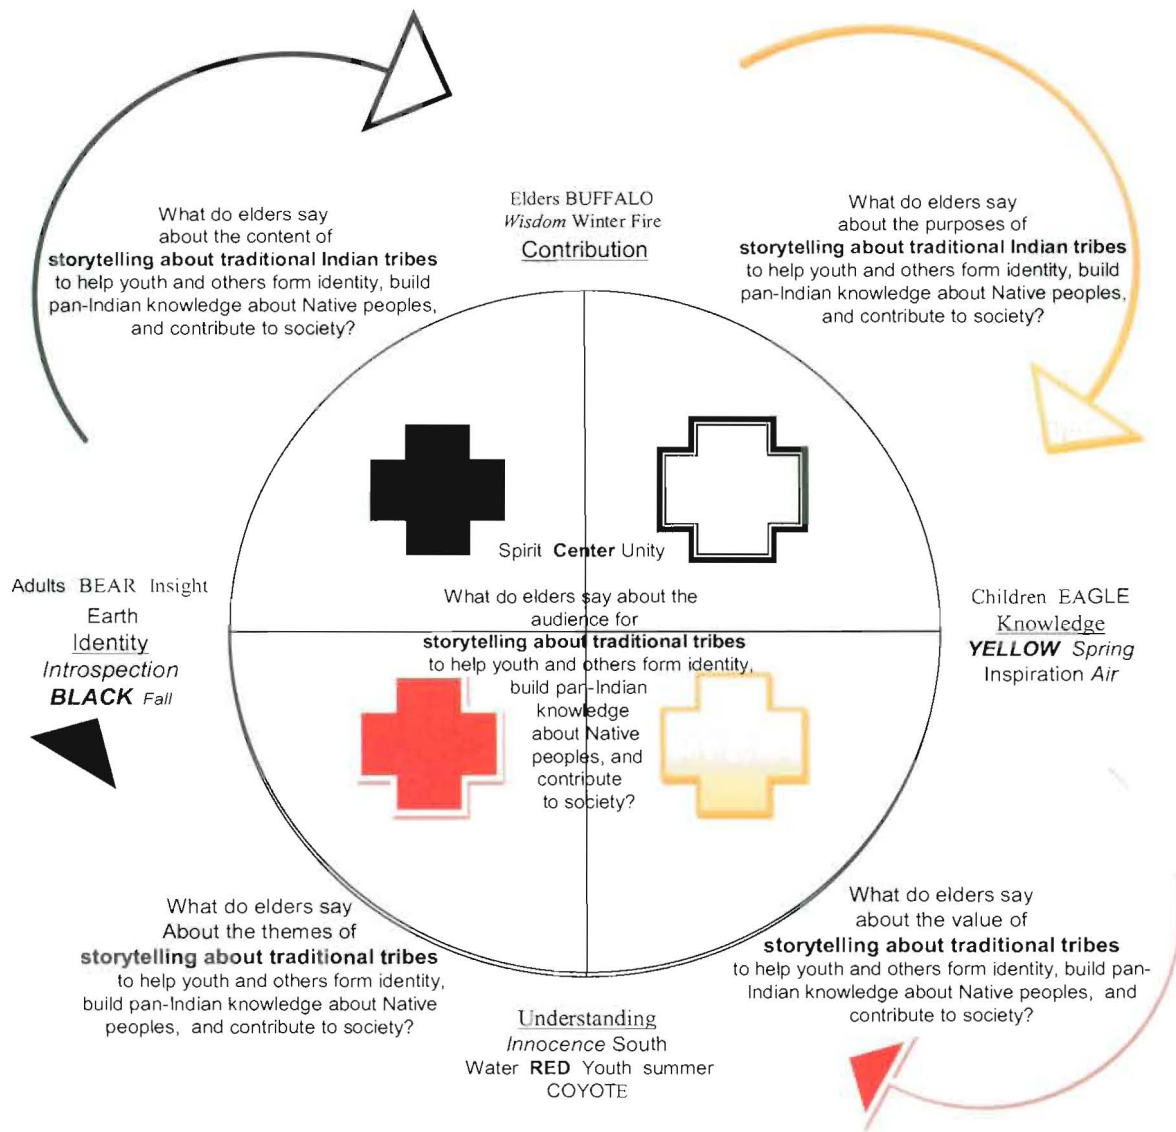 What do elders say
about the content of
storytelling about traditional Indian tribes
to help youth and others form identity, build
pan-Indian knowledge about Native peoples,
and contribute to society?
Elders BUFFALO
Wisdom Winter Fire
Contribution
What do elders say
about the purposes of
storytelling about traditional Indian tribes
to help youth and others form identity, build
pan-Indian knowledge about Native peoples,
and contribute to society?
Spirit Center Unity
What do elders say about the
audience for
storytelling about traditional tribes
to help youth and others form identity,
build pan-Indian
knowledge
about Native
peoples, and
contribute
to society?
Adults BEAR Insight
Earth
Identity
Introspection
BLACK Fall
Children EAGLE
Knowledge
YELLOW Spring
Inspiration Air
What do elders say
About the themes of
storytelling about traditional tribes
to help youth and others form identity,
build pan-Indian knowledge about Native
peoples, and contribute to society?
Understanding
Innocence South
Water RED Youth summer
COYOTE
What do elders say
about the value of
storytelling about traditional tribes
to help youth and others form identity, build pan-
Indian knowledge about Native peoples, and
contribute to society?